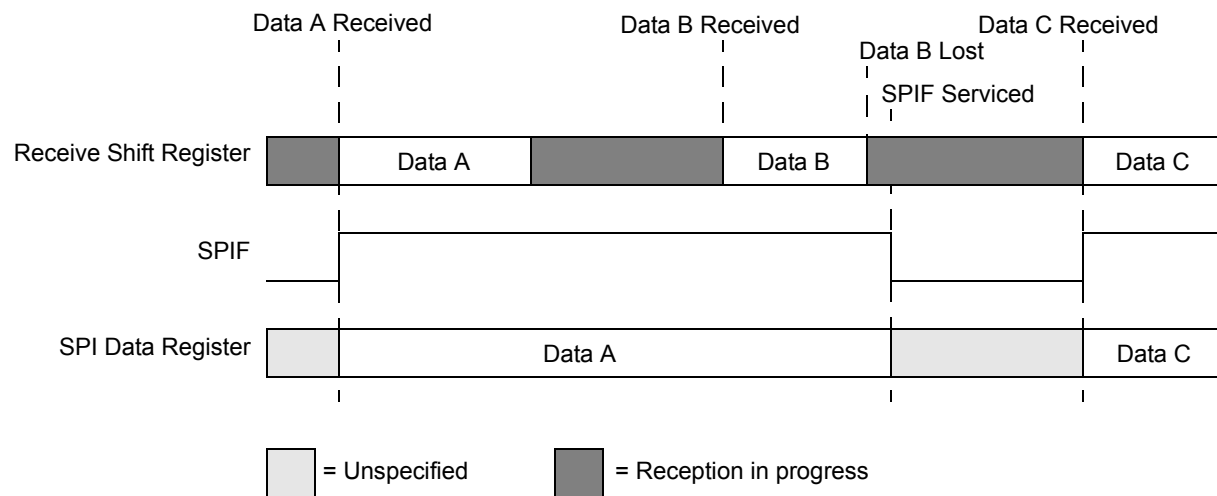 Data A Received
Data B Received
Data C Received
Data B Lost
SPIF Serviced
Receive Shift Register
Data A
Data B
Data C
SPIF
SPI Data Register
Data A
Data C
= Unspecified
= Reception in progress